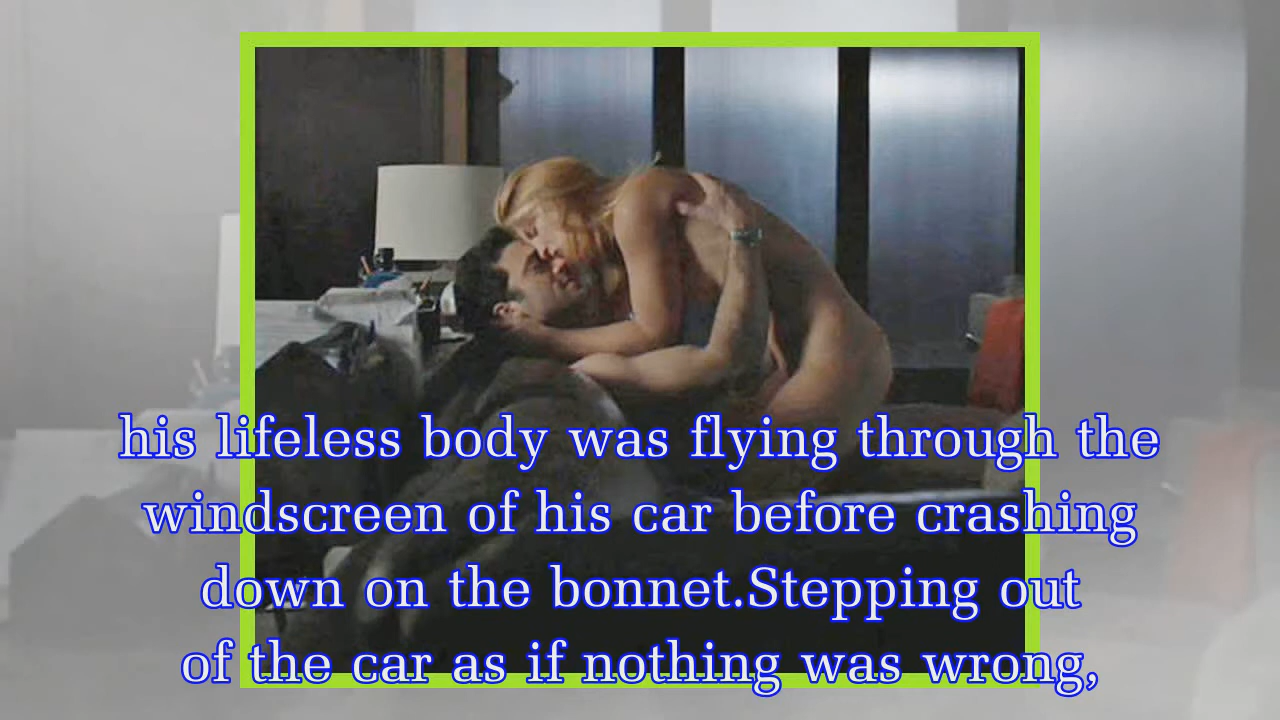 his lifeless body was flying through the
windscreen of his car before crashing
down on the bonnet.Stepping out
of the car as if nothing was wrong,